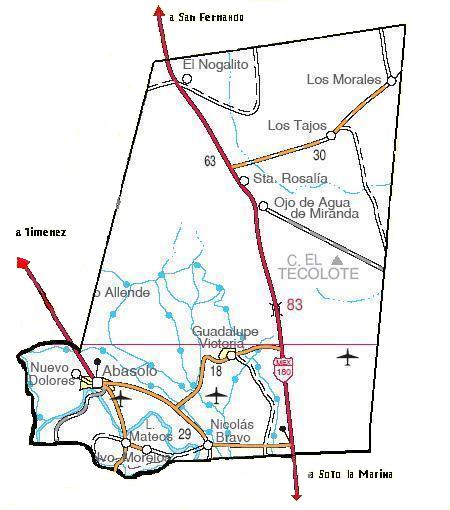 a San Fernando
El Nogalito
Los Morales
Los Tajos
63
30
Sta. Rosalía
Ojo de Agua
de Miranda
a Timenez
C. EL
TECOLOTE
o Allende
83
Guadalupe
Victoria
MEX
180
Nuevo
Dolores
Abasolo
18
L.
Mateos
29
Nicolás
Bravo
vo. Morelos
a Soto la Marina